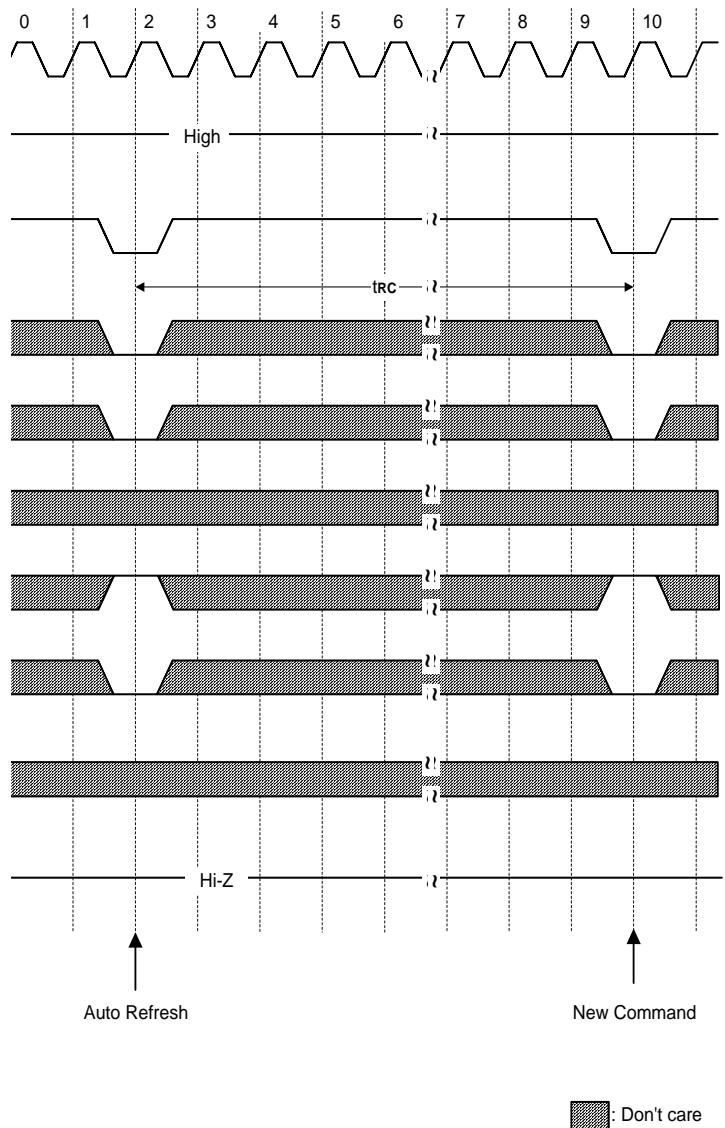 0 1 2 3 4 5 6 7 8 9 10
High
tRC
Hi-Z
Auto Refresh New Command
: Don't care